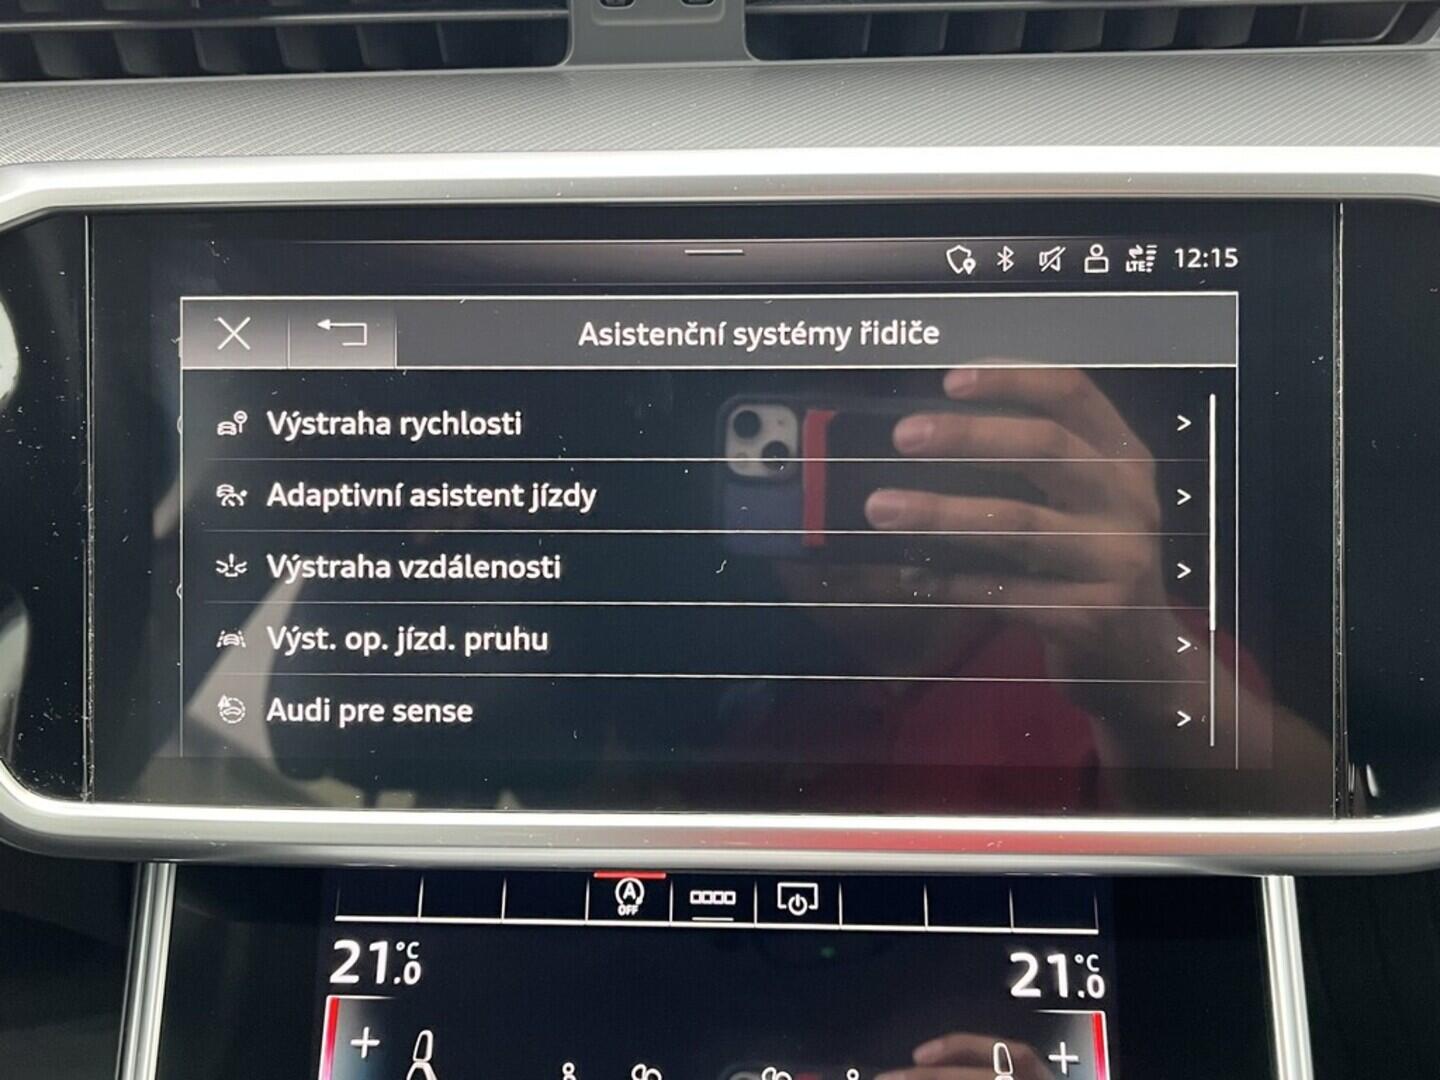 LTE 12:15
Asistenční systémy řidiče
Výstraha rychlosti
Adaptivní asistent jízdy
Výstraha vzdálenosti
Výst. op. jízd. pruhu
Audi pre sense
A
OFF
21.0 °C 21.0 °C